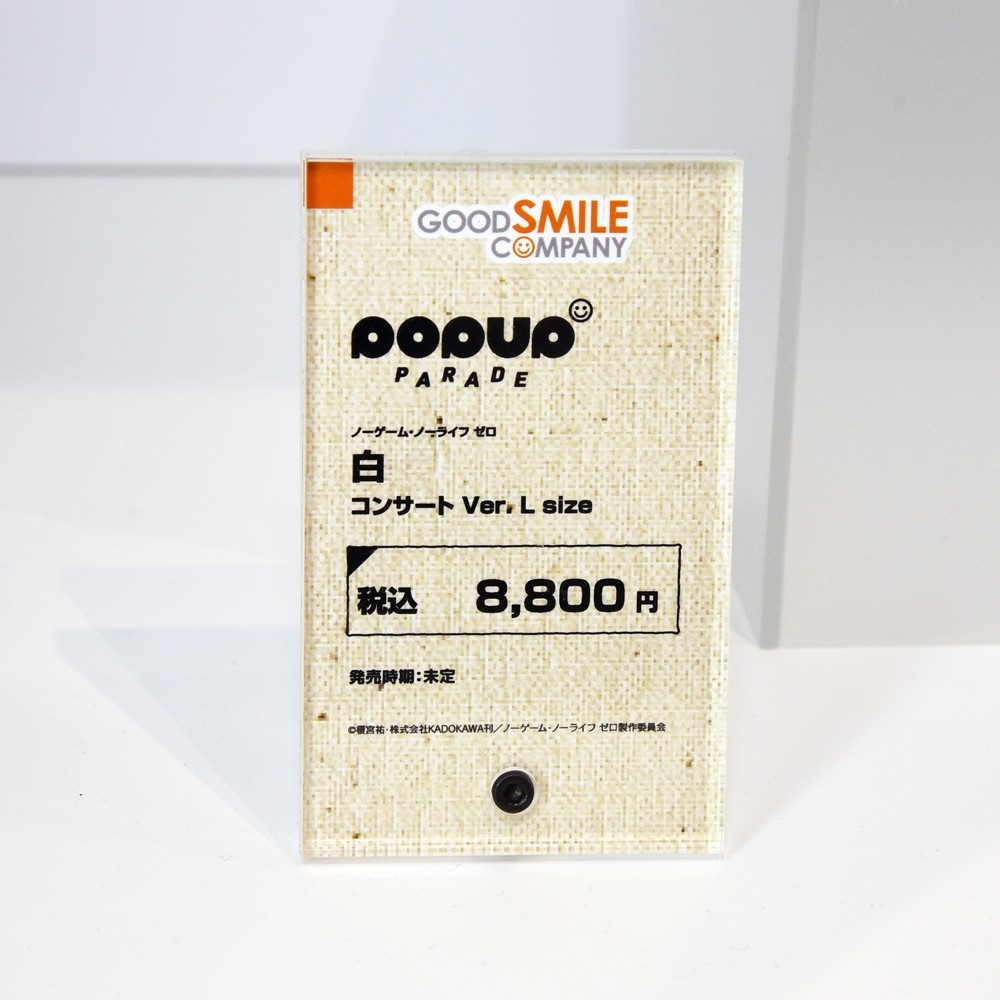 GOOD SMILE
COMPANY
POPUP
PARADE
ノーゲーム・ノーライフ ゼロ
白
コンサート Ver. L size
税込 8,800 円
発売時期：未定
©榎宮祐・株式会社KADOKAWA刊／ノーゲーム・ノーライフ ゼロ製作委員会